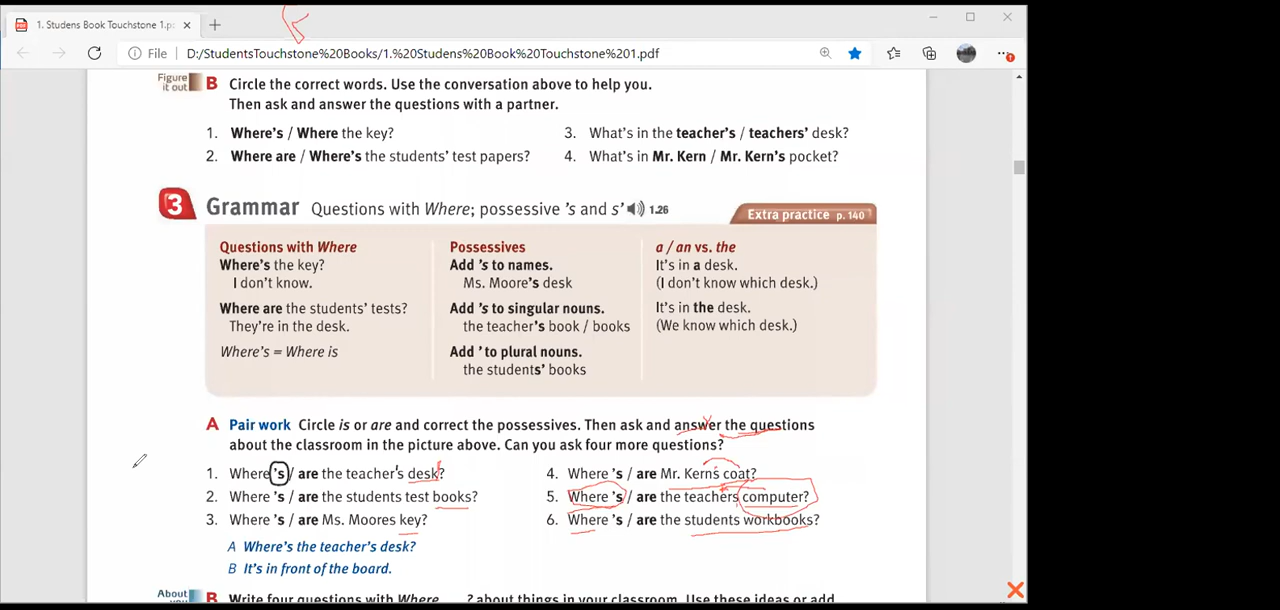 1. Studens Book Touchstone 1.p
File D:/StudentsTouchstone%20Books/1.%20Studens%20Book%20Touchstone%201.pdf
Figure it out
B Circle the correct words. Use the conversation above to help you.
Then ask and answer the questions with a partner.
1. Where's / Where the key?
2. Where are / Where's the students' test papers?
3. What's in the teacher's / teachers' desk?
4. What's in Mr. Kern / Mr. Kern's pocket?
3 Grammar Questions with Where; possessive 's and s' 1.26
Extra practice p. 140
Questions with Where
Where's the key?
I don't know.
Where are the students' tests?
They're in the desk.
Where's = Where is
Possessives
Add 's to names.
Ms. Moore's desk
Add 's to singular nouns.
the teacher's book / books
Add ' to plural nouns.
the students' books
a / an vs. the
It's in a desk.
(I don't know which desk.)
It's in the desk.
(We know which desk.)
A Pair work Circle is or are and correct the possessives. Then ask and answer the questions
about the classroom in the picture above. Can you ask four more questions?
1. Where 's / are the teacher's desk?
2. Where 's / are the students test books?
3. Where 's / are Ms. Moores key?
4. Where 's / are Mr. Kerns coat?
5. Where 's / are the teachers computer?
6. Where 's / are the students workbooks?
A Where's the teacher's desk?
B It's in front of the board.
About you
B Write four questions with Where ? about things in your classroom. Use these ideas or add